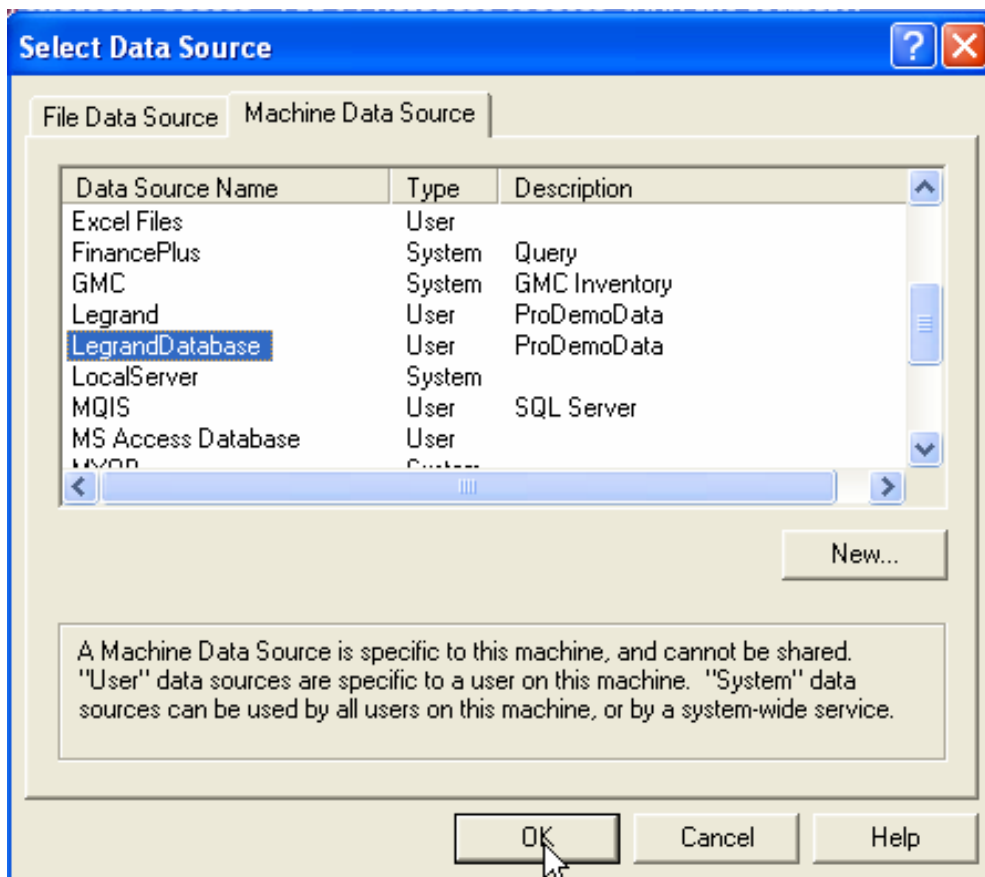 Select Data Source
File Data Source Machine Data Source
Data Source Name Type Description
Excel Files User
FinancePlus System Query
GMC System GMC Inventory
Legrand User ProDemoData
LegrandDatabase User ProDemoData
LocalServer System
MQIS User SQL Server
MS Access Database User
New...
A Machine Data Source is specific to this machine, and cannot be shared.
"User" data sources are specific to a user on this machine. "System" data
sources can be used by all users on this machine, or by a system-wide service.
OK Cancel Help